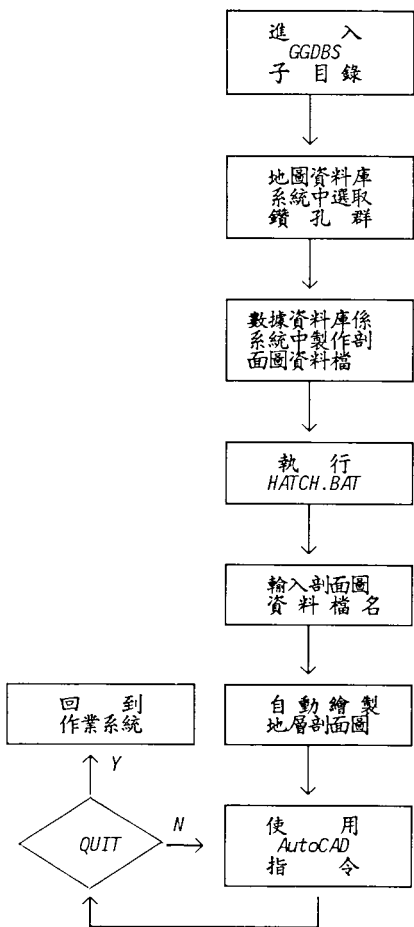 進 入
GGDBS
子 目 錄
地圖資料庫
系統中選取
鑽 孔 群
數據資料庫係
系統中製作剖
面圖資料檔
執 行
HATCH.BAT
輸入剖面圖
資 料 檔 名
自 動 繪 製
地層剖面圖
回 到
作業系統
Y
QUIT
N
使 用
AutoCAD
指 令